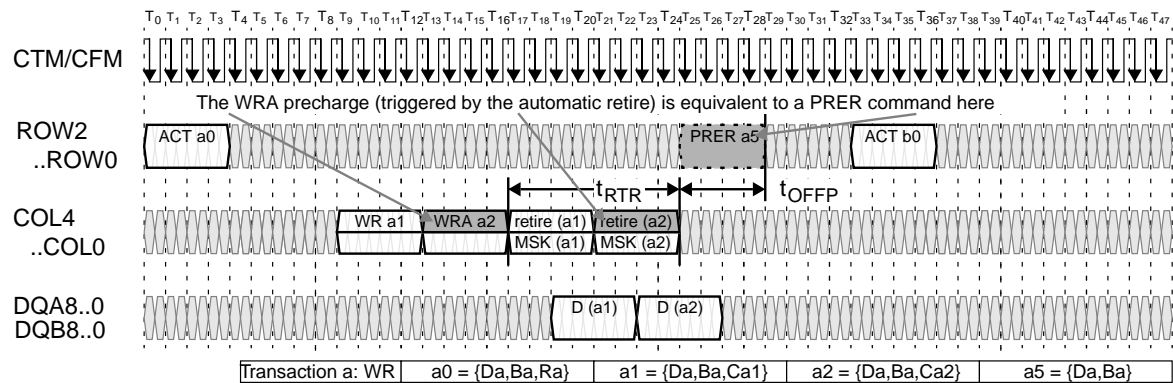 T0 T1 T2 T3 T4 T5 T6 T7 T8 T9 T10 T11 T12 T13 T14 T15 T16 T17 T18 T19 T20 T21 T22 T23 T24 T25 T26 T27 T28 T29 T30 T31 T32 T33 T34 T35 T36 T37 T38 T39 T40 T41 T42 T43 T44 T45 T46 T47
CTM/CFM
The WRA precharge (triggered by the automatic retire) is equivalent to a PRER command here
ROW2 ACT a0 PRER a5 ACT b0
..ROW0
tRTR tOFFP
COL4 WR a1 WRA a2 retire (a1) retire (a2)
..COL0 MSK (a1) MSK (a2)
DQA8..0 D (a1) D (a2)
DQB8..0
Transaction a: WR a0 = {Da,Ba,Ra} a1 = {Da,Ba,Ca1} a2 = {Da,Ba,Ca2} a5 = {Da,Ba}